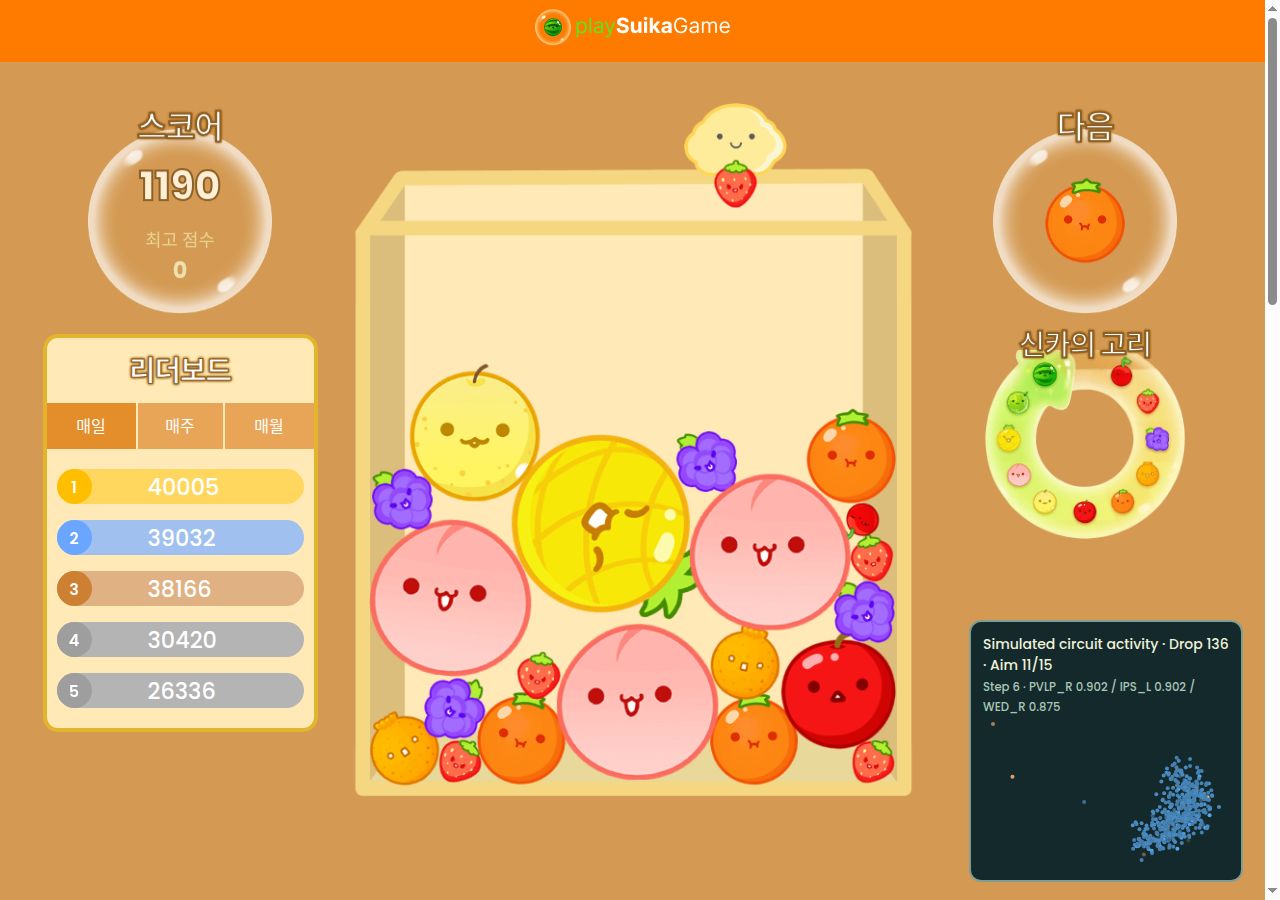 playSuikaGame
스코어
1190
최고 점수
0
다음
신카의 고리
리더보드
매일 매주 매월
1 40005
2 39032
3 38166
4 30420
5 26336
Simulated circuit activity · Drop 136
· Aim 11/15
Step 6 · PVLP_R 0.902 / IPS_L 0.902 /
WED_R 0.875